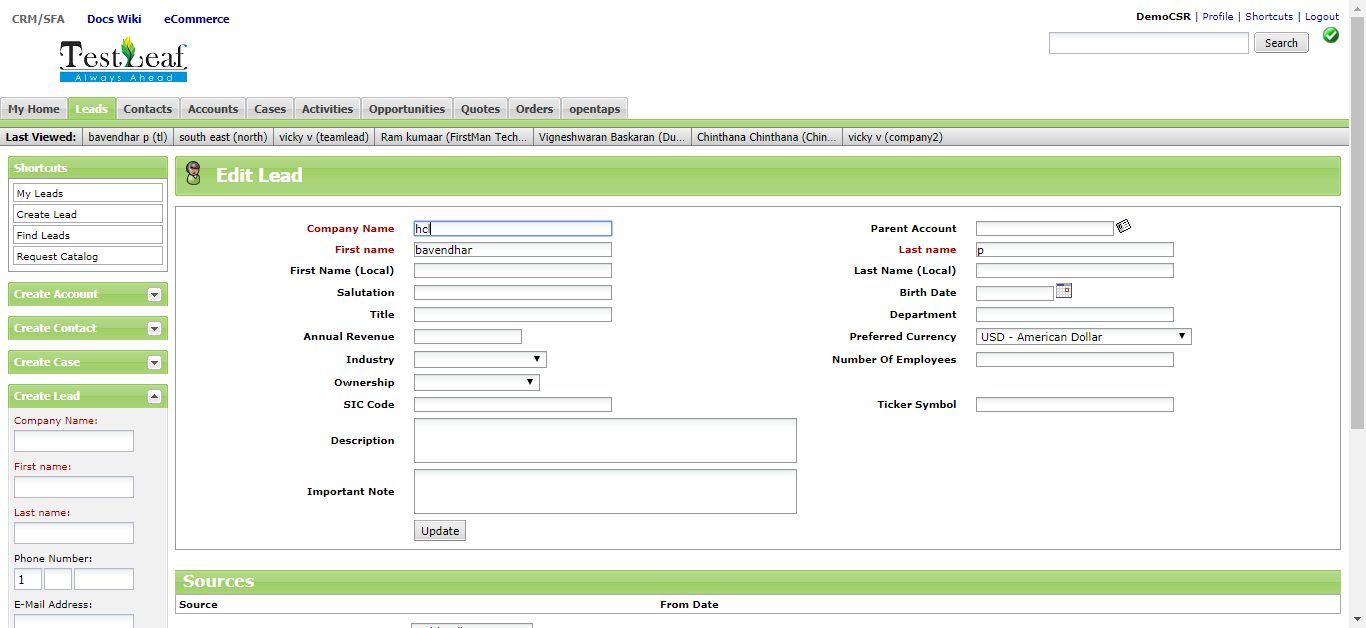 CRM/SFA Docs Wiki eCommerce
DemoCSR | Profile | Shortcuts | Logout
Search
TestLeaf
Always Ahead
My Home Leads Contacts Accounts Cases Activities Opportunities Quotes Orders opentaps
Last Viewed: bavendhar p (tl) south east (north) vicky v (teamlead) Ram kumaar (FirstMan Tech... Vigneshwaran Baskaran (Du... Chinthana Chinthana (Chin... vicky v (company2)
Shortcuts
My Leads
Create Lead
Find Leads
Request Catalog
Create Account
Create Contact
Create Case
Create Lead
Company Name:
First name:
Last name:
Phone Number:
1
E-Mail Address:
Edit Lead
Company Name hcl Parent Account
First name bavendhar Last name p
First Name (Local) Last Name (Local)
Salutation Birth Date
Title Department
Annual Revenue Preferred Currency USD - American Dollar
Industry Number Of Employees
Ownership
SIC Code Ticker Symbol
Description
Important Note
Update
Sources
Source From Date